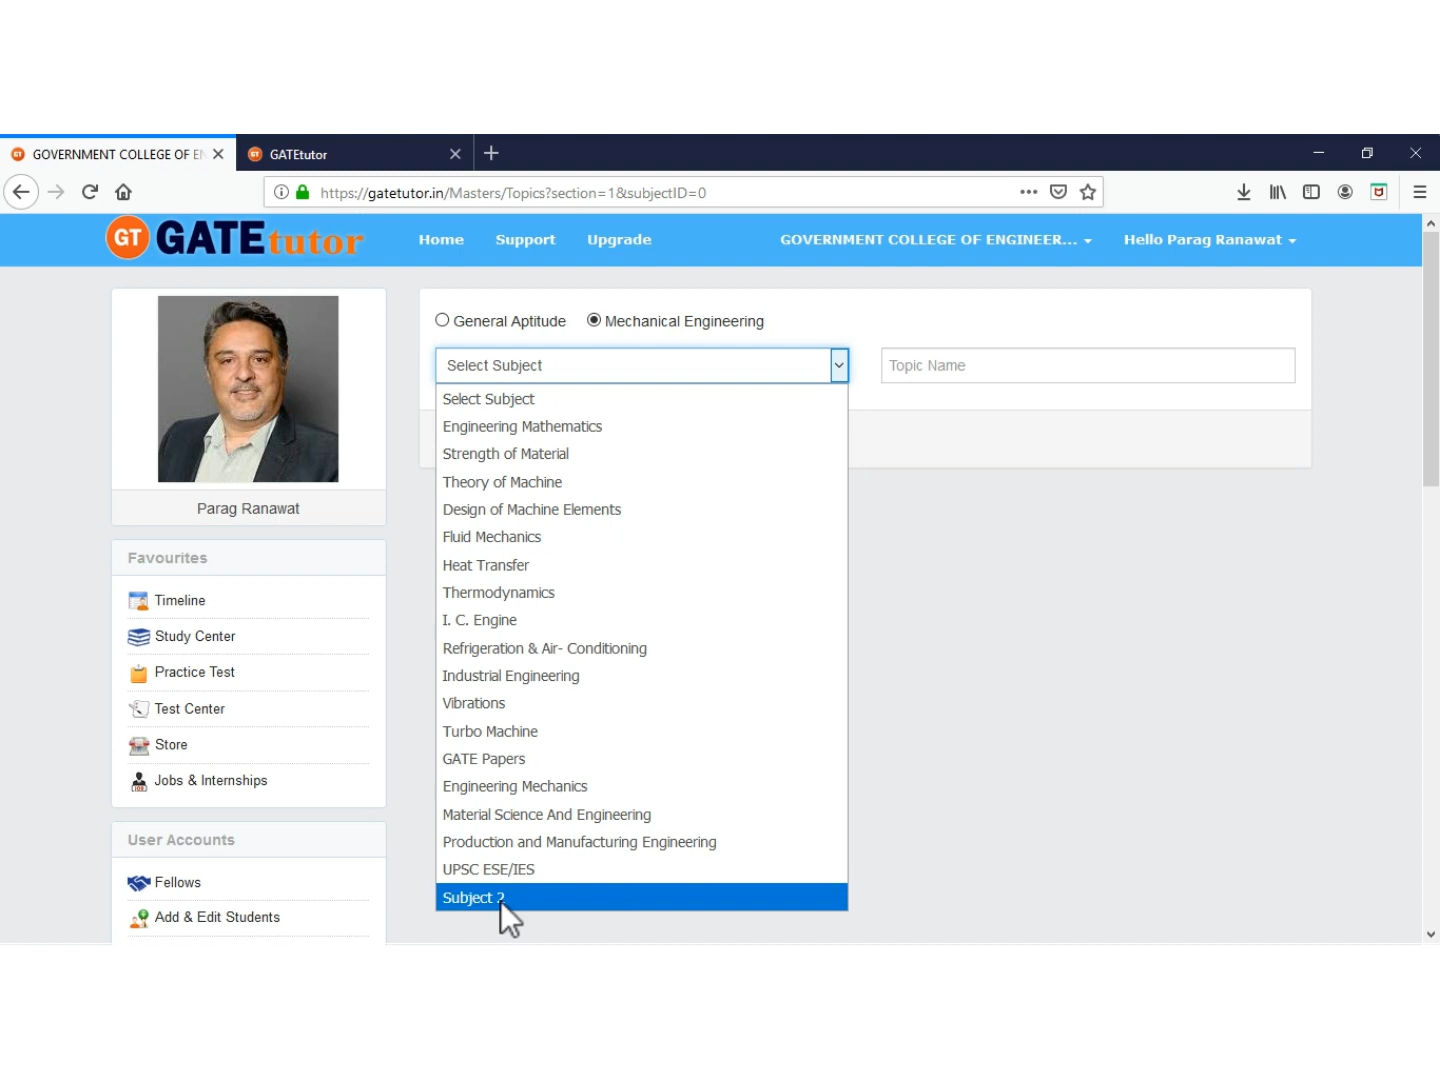 GOVERNMENT COLLEGE OF EN
GATEtutor
https://gatetutor.in/Masters/Topics?section=1&subjectID=0
GT GATEtutor
Home Support Upgrade GOVERNMENT COLLEGE OF ENGINEER... Hello Parag Ranawat
General Aptitude Mechanical Engineering
Select Subject
Topic Name
Select Subject
Engineering Mathematics
Strength of Material
Theory of Machine
Design of Machine Elements
Fluid Mechanics
Heat Transfer
Thermodynamics
I. C. Engine
Refrigeration & Air- Conditioning
Industrial Engineering
Vibrations
Turbo Machine
GATE Papers
Engineering Mechanics
Material Science And Engineering
Production and Manufacturing Engineering
UPSC ESE/IES
Subject 2
Parag Ranawat
Favourites
Timeline
Study Center
Practice Test
Test Center
Store
Jobs & Internships
User Accounts
Fellows
Add & Edit Students